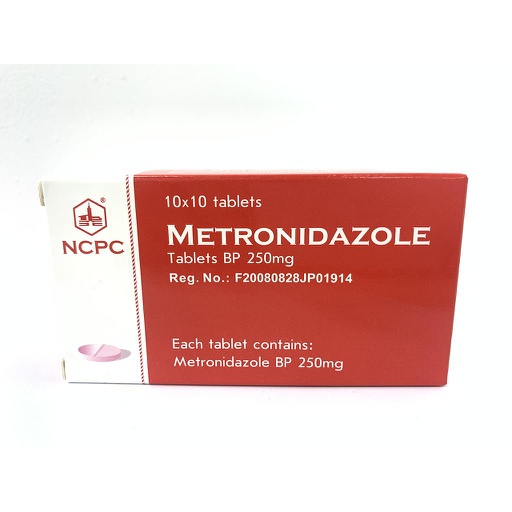 ®
NCPC
10x10 tablets
METRONIDAZOLE
Tablets BP 250mg
Reg. No.: F20080828JP01914
Each tablet contains:
Metronidazole BP 250mg